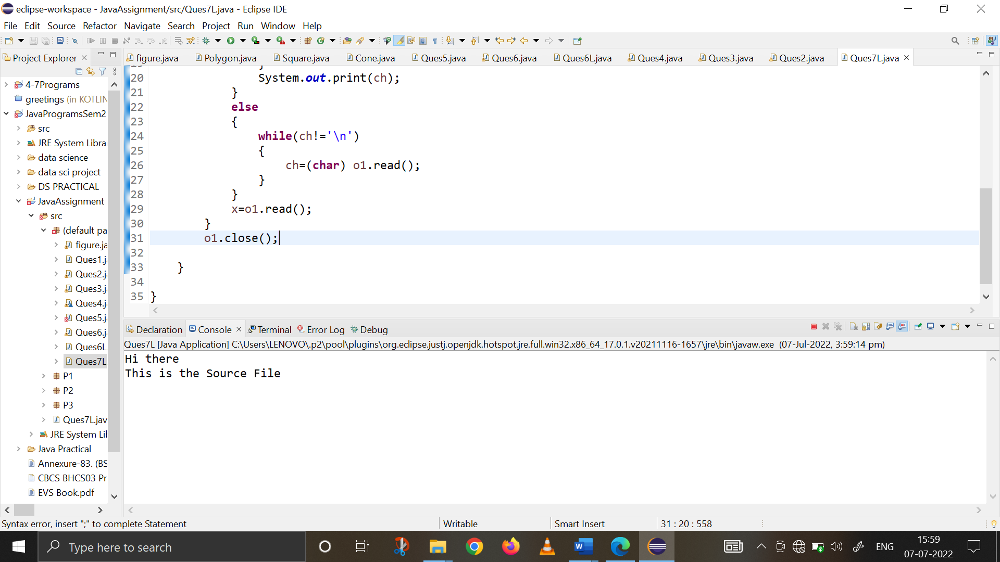 eclipse-workspace - JavaAssignment/src/Ques7L.java - Eclipse IDE
File Edit Source Refactor Navigate Search Project Run Window Help
Project Explorer
figure.java Polygon.java Square.java Cone.java Ques5.java Ques6.java Ques6L.java Ques4.java Ques3.java Ques2.java Ques7L.java
4-7Programs
greetings (in KOTLIN
JavaProgramsSem2
src
JRE System Librar
data science
data sci project
DS PRACTICAL
JavaAssignment
src
(default pa
figure.ja
Ques1.ja
Ques2.ja
Ques3.ja
Ques4.ja
Ques5.ja
Ques6.ja
Ques6L.
Ques7L.
P1
P2
P3
Ques7L.jav
JRE System Lib
Java Practical
Annexure-83. (BS
CBCS BHCS03 Pr
EVS Book.pdf
19 }
20 System.out.print(ch);
21 }
22 else
23 {
24 while(ch!='\n')
25 {
26 ch=(char) o1.read();
27 }
28 }
29 x=o1.read();
30 }
31 o1.close();
32
33 }
34
35 }
Declaration Console Terminal Error Log Debug
Ques7L [Java Application] C:\Users\LENOVO\.p2\pool\plugins\org.eclipse.justj.openjdk.hotspot.jre.full.win32.x86_64_17.0.1.v20211116-1657\jre\bin\javaw.exe (07-Jul-2022, 3:59:14 pm)
Hi there
This is the Source File
Syntax error, insert ";" to complete Statement Writable Smart Insert 31 : 20 : 558
Type here to search
ENG
15:59
07-07-2022